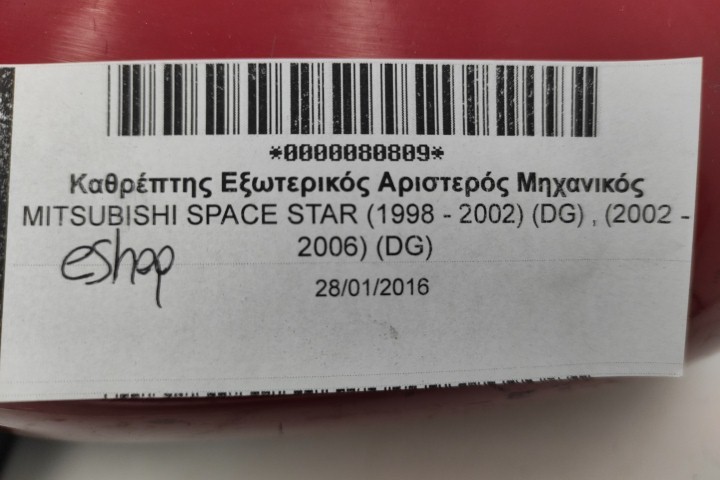 *0000080809*
Καθρέπτης Εξωτερικός Αριστερός Μηχανικός
MITSUBISHI SPACE STAR (1998 - 2002) (DG) , (2002 -
2006) (DG)
eshop
28/01/2016